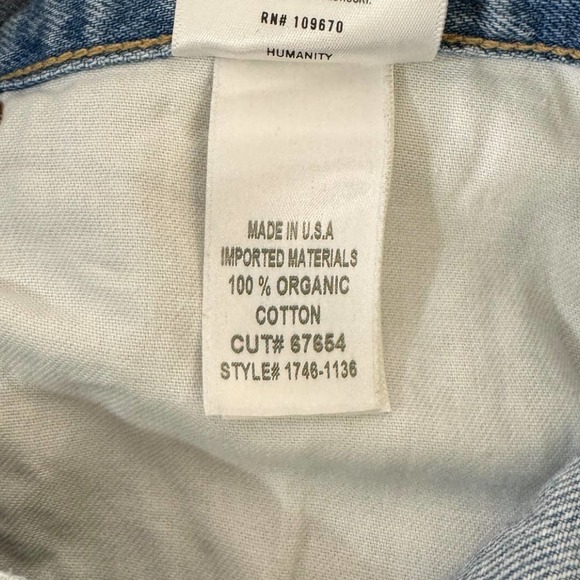 RN# 109670
HUMANITY
MADE IN U.S.A
IMPORTED MATERIALS
100 % ORGANIC
COTTON
CUT# 67654
STYLE# 1746-1136